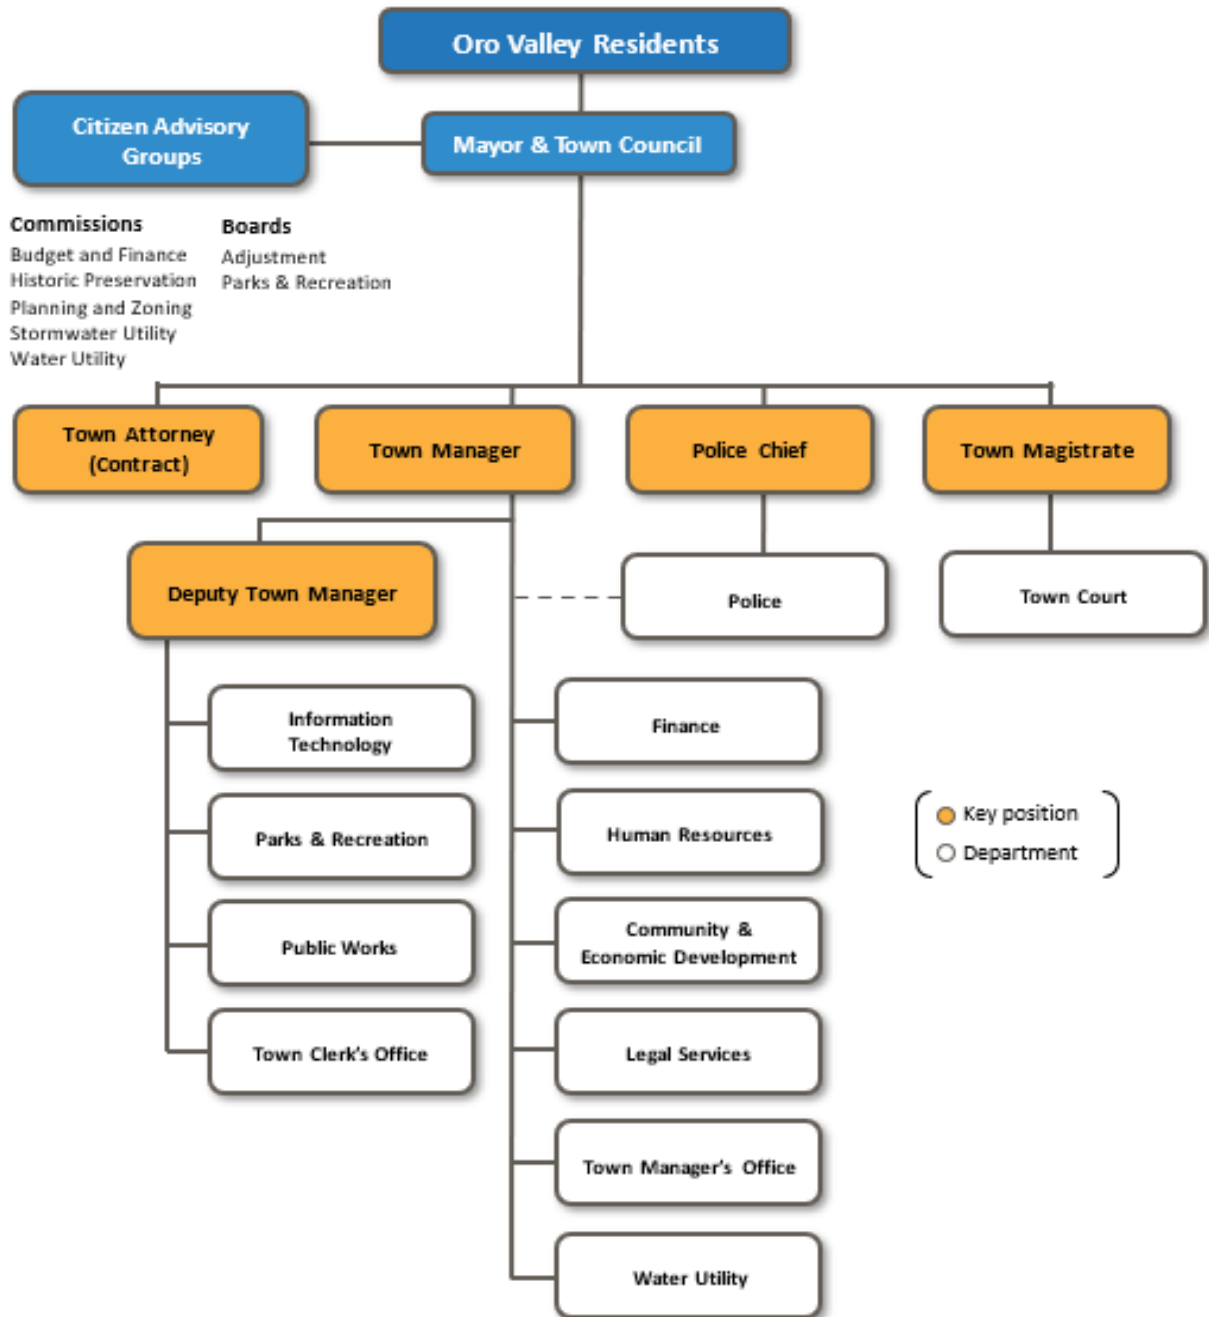 Oro Valley Residents
Citizen Advisory
Groups
Mayor & Town Council
Commissions
Budget and Finance
Historic Preservation
Planning and Zoning
Stormwater Utility
Water Utility
Boards
Adjustment
Parks & Recreation
Town Attorney
(Contract)
Town Manager
Police Chief
Town Magistrate
Deputy Town Manager
Police
Town Court
Information
Technology
Parks & Recreation
Public Works
Town Clerk's Office
Finance
Human Resources
Community &
Economic Development
Legal Services
Town Manager's Office
Water Utility
Key position
Department